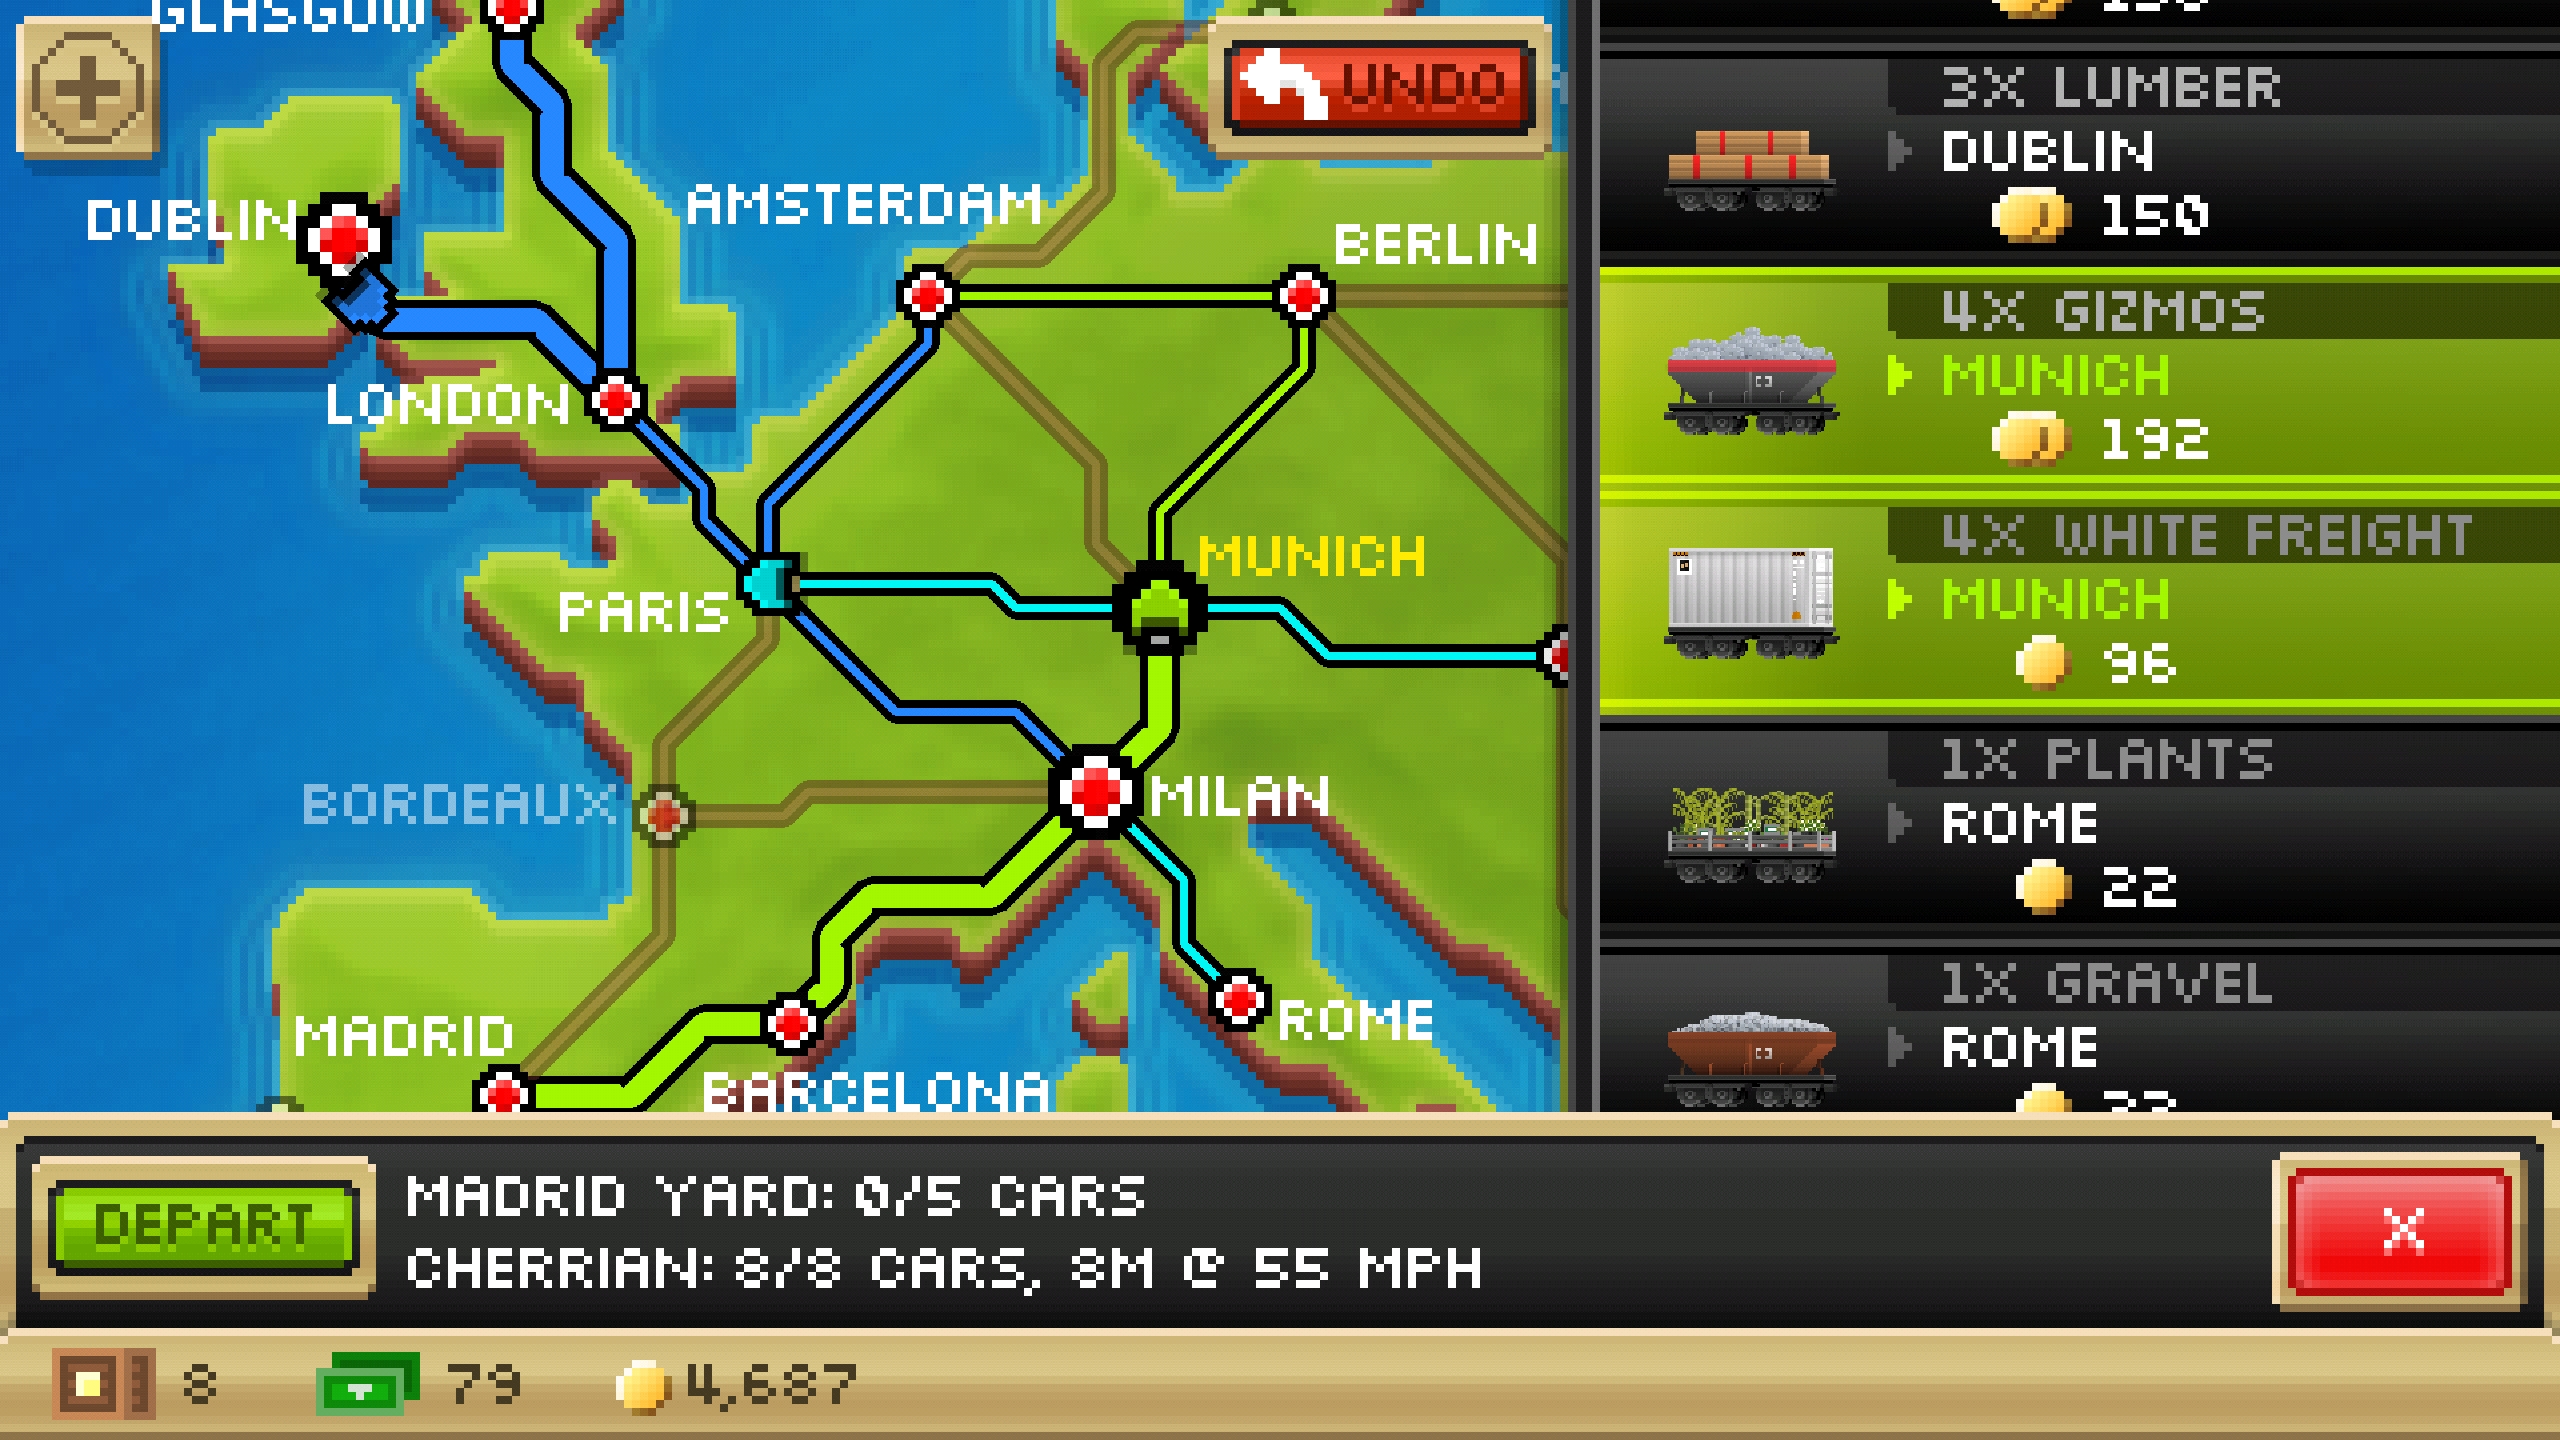 GLASGOW
UNDO
DUBLIN
AMSTERDAM
BERLIN
LONDON
MUNICH
PARIS
BORDEAUX
MILAN
MADRID
ROME
BARCELONA
3X LUMBER
DUBLIN
150
4X GIZMOS
MUNICH
192
4X WHITE FREIGHT
MUNICH
96
1X PLANTS
ROME
22
1X GRAVEL
ROME
DEPART
MADRID YARD: 0/5 CARS
CHERRIAN: 8/8 CARS, 8M @ 55 MPH
X
8
79
4,687